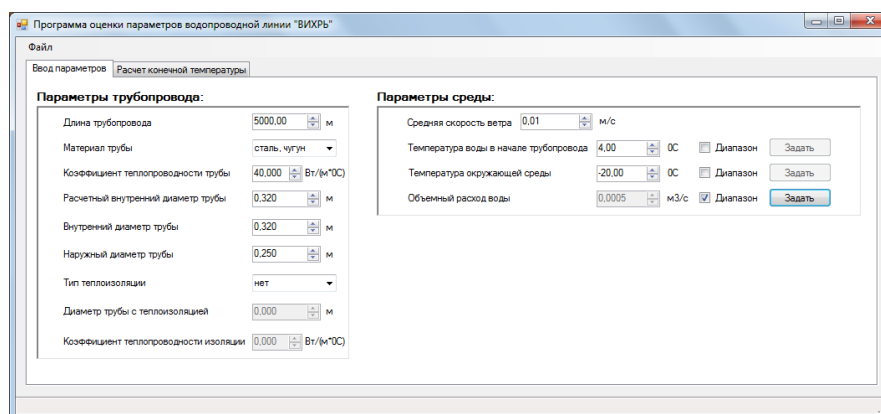 Программа оценки параметров водопроводной линии "ВИХРЬ"
Файл
Ввод параметров Расчет конечной температуры
Параметры трубопровода:
Длина трубопровода 5000,00 м
Материал трубы сталь, чугун
Коэффициент теплопроводности трубы 40,000 Вт/(м*0С)
Расчетный внутренний диаметр трубы 0,320 м
Внутренний диаметр трубы 0,320 м
Наружный диаметр трубы 0,250 м
Тип теплоизоляции нет
Диаметр трубы с теплоизоляцией 0,000 м
Коэффициент теплопроводности изоляции 0,000 Вт/(м*0С)
Параметры среды:
Средняя скорость ветра 0,01 м/с
Температура воды в начале трубопровода 4,00 0С Диапазон Задать
Температура окружающей среды -20,00 0С Диапазон Задать
Объемный расход воды 0,0005 м3/с Диапазон Задать